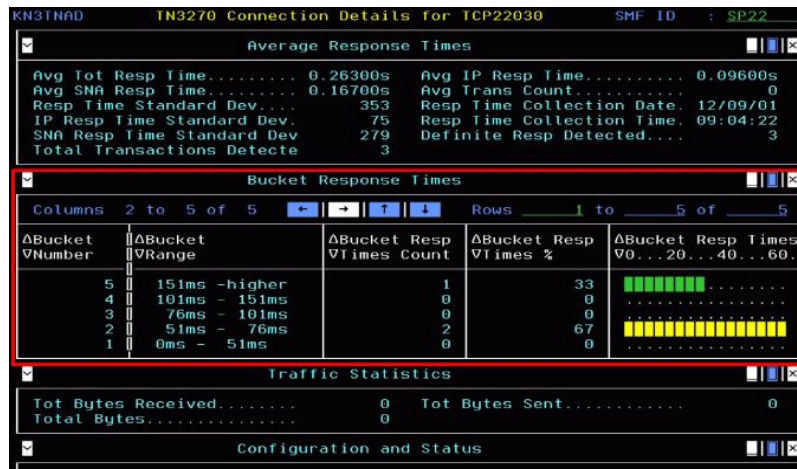 KN3TNAD TN3270 Connection Details for TCP22030 SMF ID : SP22
Average Response Times
Avg Tot Resp Time......... 0.26300s Avg IP Resp Time.......... 0.09600s
Avg SNA Resp Time......... 0.16700s Avg Trans Count........... 0
Resp Time Standard Dev.... 353 Resp Time Collection Date. 12/09/01
IP Resp Time Standard Dev. 75 Resp Time Collection Time. 09:04:22
SNA Resp Time Standard Dev 279 Definite Resp Detected.... 3
Total Transactions Detecte 3
Bucket Response Times
Columns 2 to 5 of 5 ← → ↑ ↓ Rows 1 to 5 of 5
ΔBucket ΔBucket ΔBucket Resp ΔBucket Resp ΔBucket Resp Times
∇Number ∇Range ∇Times Count ∇Times % ∇0...20...40...60.
5 151ms -higher 1 33
4 101ms - 151ms 0 0
3 76ms - 101ms 0 0
2 51ms - 76ms 2 67
1 0ms - 51ms 0 0
Traffic Statistics
Tot Bytes Received........ 0 Tot Bytes Sent............ 0
Total Bytes............... 0
Configuration and Status